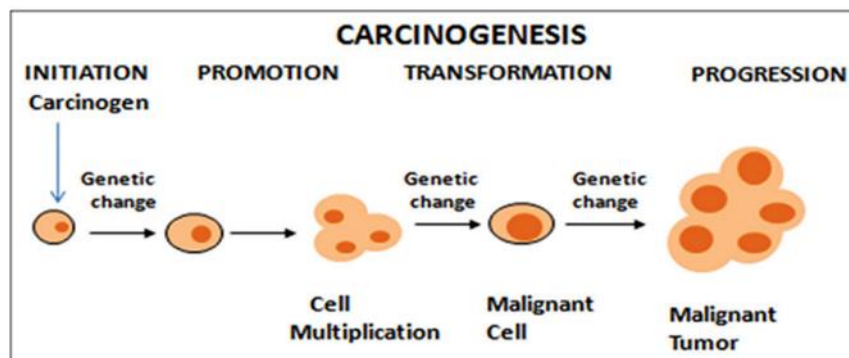 CARCINOGENESIS
INITIATION PROMOTION TRANSFORMATION PROGRESSION
Carcinogen
Genetic change
Genetic change
Genetic change
Cell
Multiplication
Malignant
Cell
Malignant
Tumor